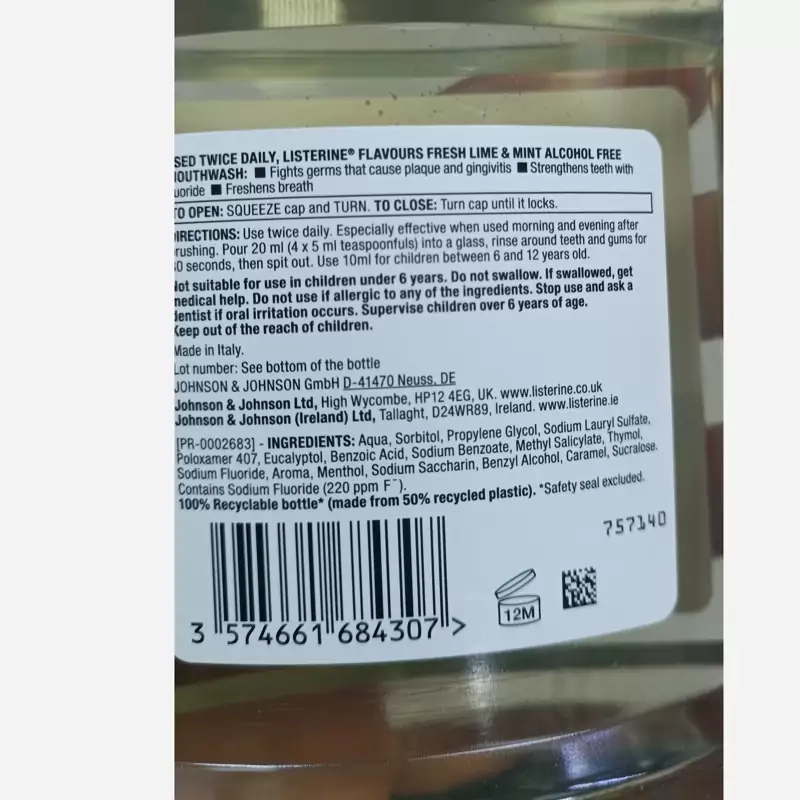 SED TWICE DAILY, LISTERINE® FLAVOURS FRESH LIME & MINT ALCOHOL FREE
OUTHWASH: ■ Fights germs that cause plaque and gingivitis ■ Strengthens teeth with
uoride ■ Freshens breath
TO OPEN: SQUEEZE cap and TURN. TO CLOSE: Turn cap until it locks.
DIRECTIONS: Use twice daily. Especially effective when used morning and evening after
rushing. Pour 20 ml (4 x 5 ml teaspoonfuls) into a glass, rinse around teeth and gums for
0 seconds, then spit out. Use 10ml for children between 6 and 12 years old.
Not suitable for use in children under 6 years. Do not swallow. If swallowed, get
medical help. Do not use if allergic to any of the ingredients. Stop use and ask a
dentist if oral irritation occurs. Supervise children over 6 years of age.
Keep out of the reach of children.
Made in Italy.
Lot number: See bottom of the bottle
JOHNSON & JOHNSON GmbH D-41470 Neuss, DE
Johnson & Johnson Ltd, High Wycombe, HP12 4EG, UK. www.listerine.co.uk
Johnson & Johnson (Ireland) Ltd, Tallaght, D24WR89, Ireland. www.listerine.ie
[PR-0002683] - INGREDIENTS: Aqua, Sorbitol, Propylene Glycol, Sodium Lauryl Sulfate,
Poloxamer 407, Eucalyptol, Benzoic Acid, Sodium Benzoate, Methyl Salicylate, Thymol,
Sodium Fluoride, Aroma, Menthol, Sodium Saccharin, Benzyl Alcohol, Caramel, Sucralose.
Contains Sodium Fluoride (220 ppm F⁻).
100% Recyclable bottle* (made from 50% recycled plastic). *Safety seal excluded.
757140
12M
3 574661 684307 >